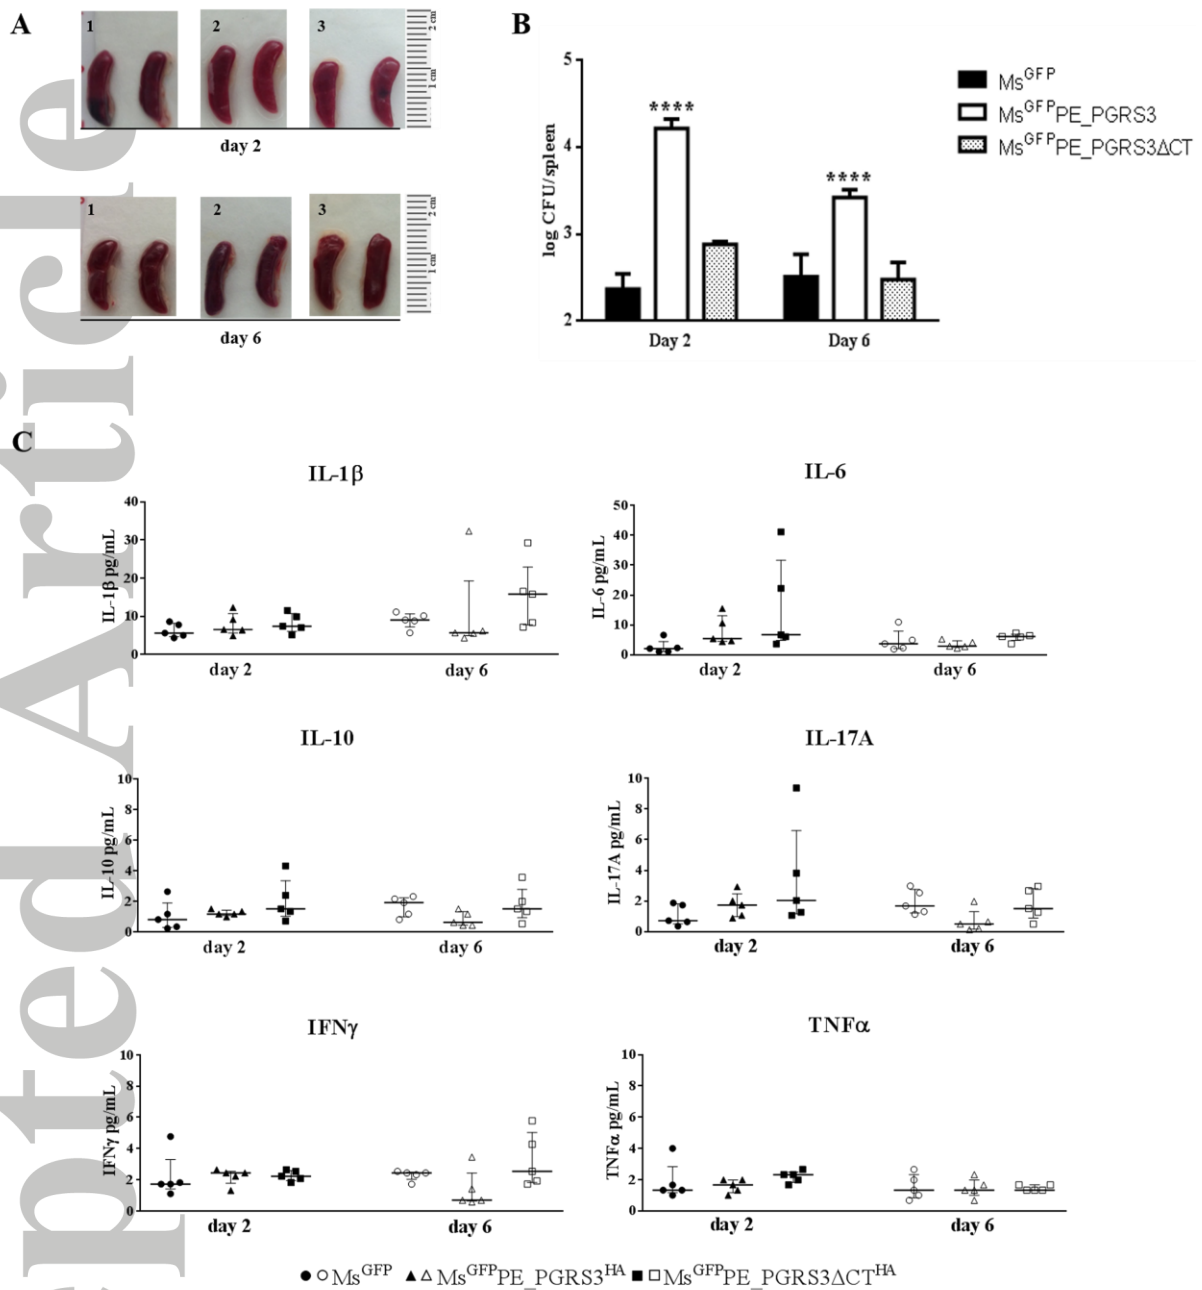 A
1
2
3
2 cm
1 cm
day 2
1
2
3
2 cm
1 cm
day 6
B
log CFU/spleen
5
4
3
2
****
****
Day 2
Day 6
Ms^GFP
Ms^GFP PE_PGRS3
Ms^GFP PE_PGRS3ΔCT
C
IL-1β
IL-1β pg/mL
40
30
20
10
0
day 2
day 6
IL-6
IL-6 pg/mL
50
40
30
20
10
0
day 2
day 6
IL-10
IL-10 pg/mL
10
8
6
4
2
0
day 2
day 6
IL-17A
IL-17A pg/mL
10
8
6
4
2
0
day 2
day 6
IFNγ
IFNγ pg/mL
10
8
6
4
2
0
day 2
day 6
TNFα
TNFα pg/mL
10
8
6
4
2
0
day 2
day 6
Ms^GFP Ms^GFP PE_PGRS3^HA Ms^GFP PE_PGRS3ΔCT^HA
epted Article